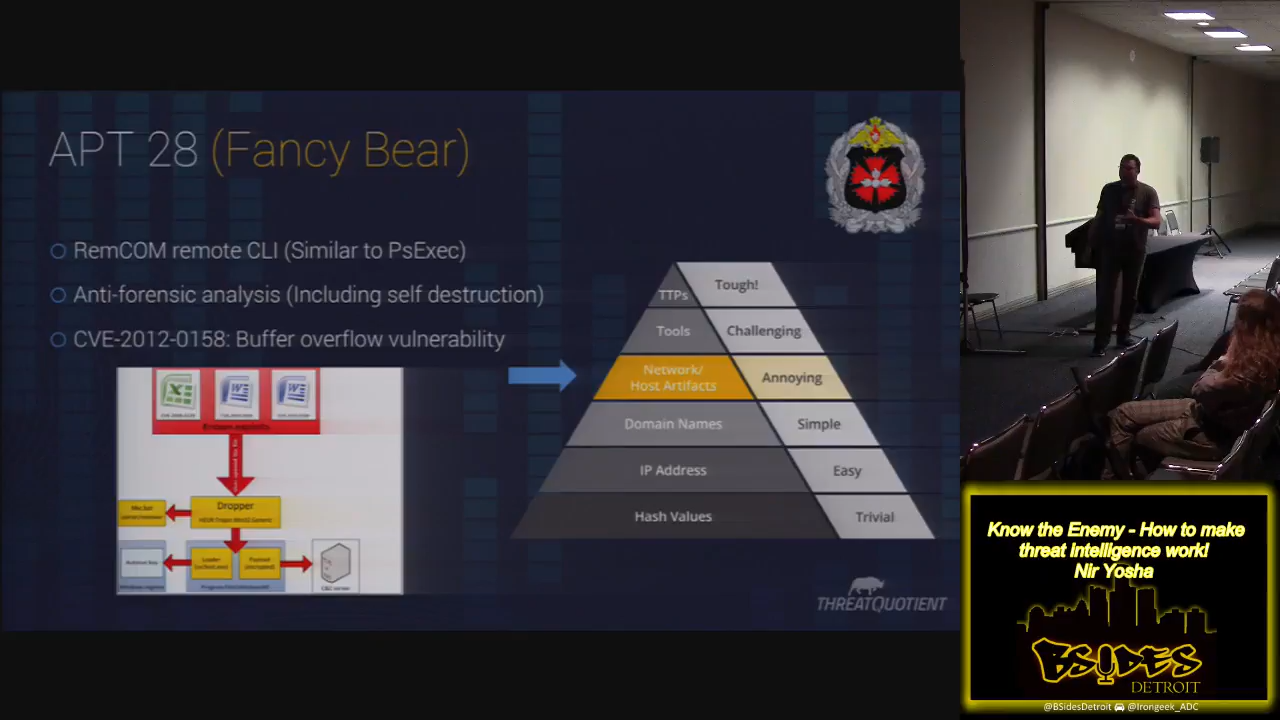 APT 28 (Fancy Bear)
RemCOM remote CLI (Similar to PsExec)
Anti-forensic analysis (Including self destruction)
CVE-2012-0158: Buffer overflow vulnerability
Dropper
TTPs
Tough!
Tools
Challenging
Network/
Host Artifacts
Annoying
Domain Names
Simple
IP Address
Easy
Hash Values
Trivial
THREATQUOTIENT
Know the Enemy - How to make
threat intelligence work!
Nir Yosha
BSIDES
DETROIT
@BSidesDetroit @Irongeek_ADC